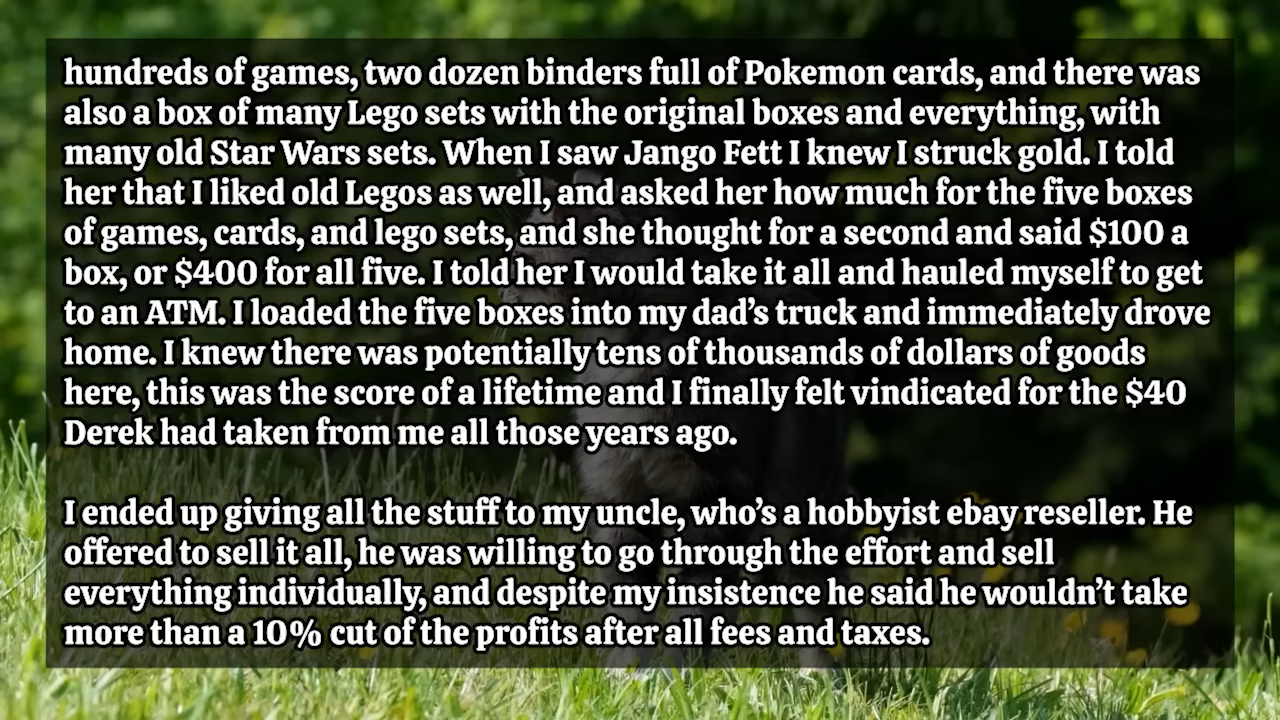 hundreds of games, two dozen binders full of Pokemon cards, and there was
also a box of many Lego sets with the original boxes and everything, with
many old Star Wars sets. When I saw Jango Fett I knew I struck gold. I told
her that I liked old Legos as well, and asked her how much for the five boxes
of games, cards, and lego sets, and she thought for a second and said $100 a
box, or $400 for all five. I told her I would take it all and hauled myself to get
to an ATM. I loaded the five boxes into my dad’s truck and immediately drove
home. I knew there was potentially tens of thousands of dollars of goods
here, this was the score of a lifetime and I finally felt vindicated for the $40
Derek had taken from me all those years ago.
I ended up giving all the stuff to my uncle, who’s a hobbyist ebay reseller. He
offered to sell it all, he was willing to go through the effort and sell
everything individually, and despite my insistence he said he wouldn’t take
more than a 10% cut of the profits after all fees and taxes.